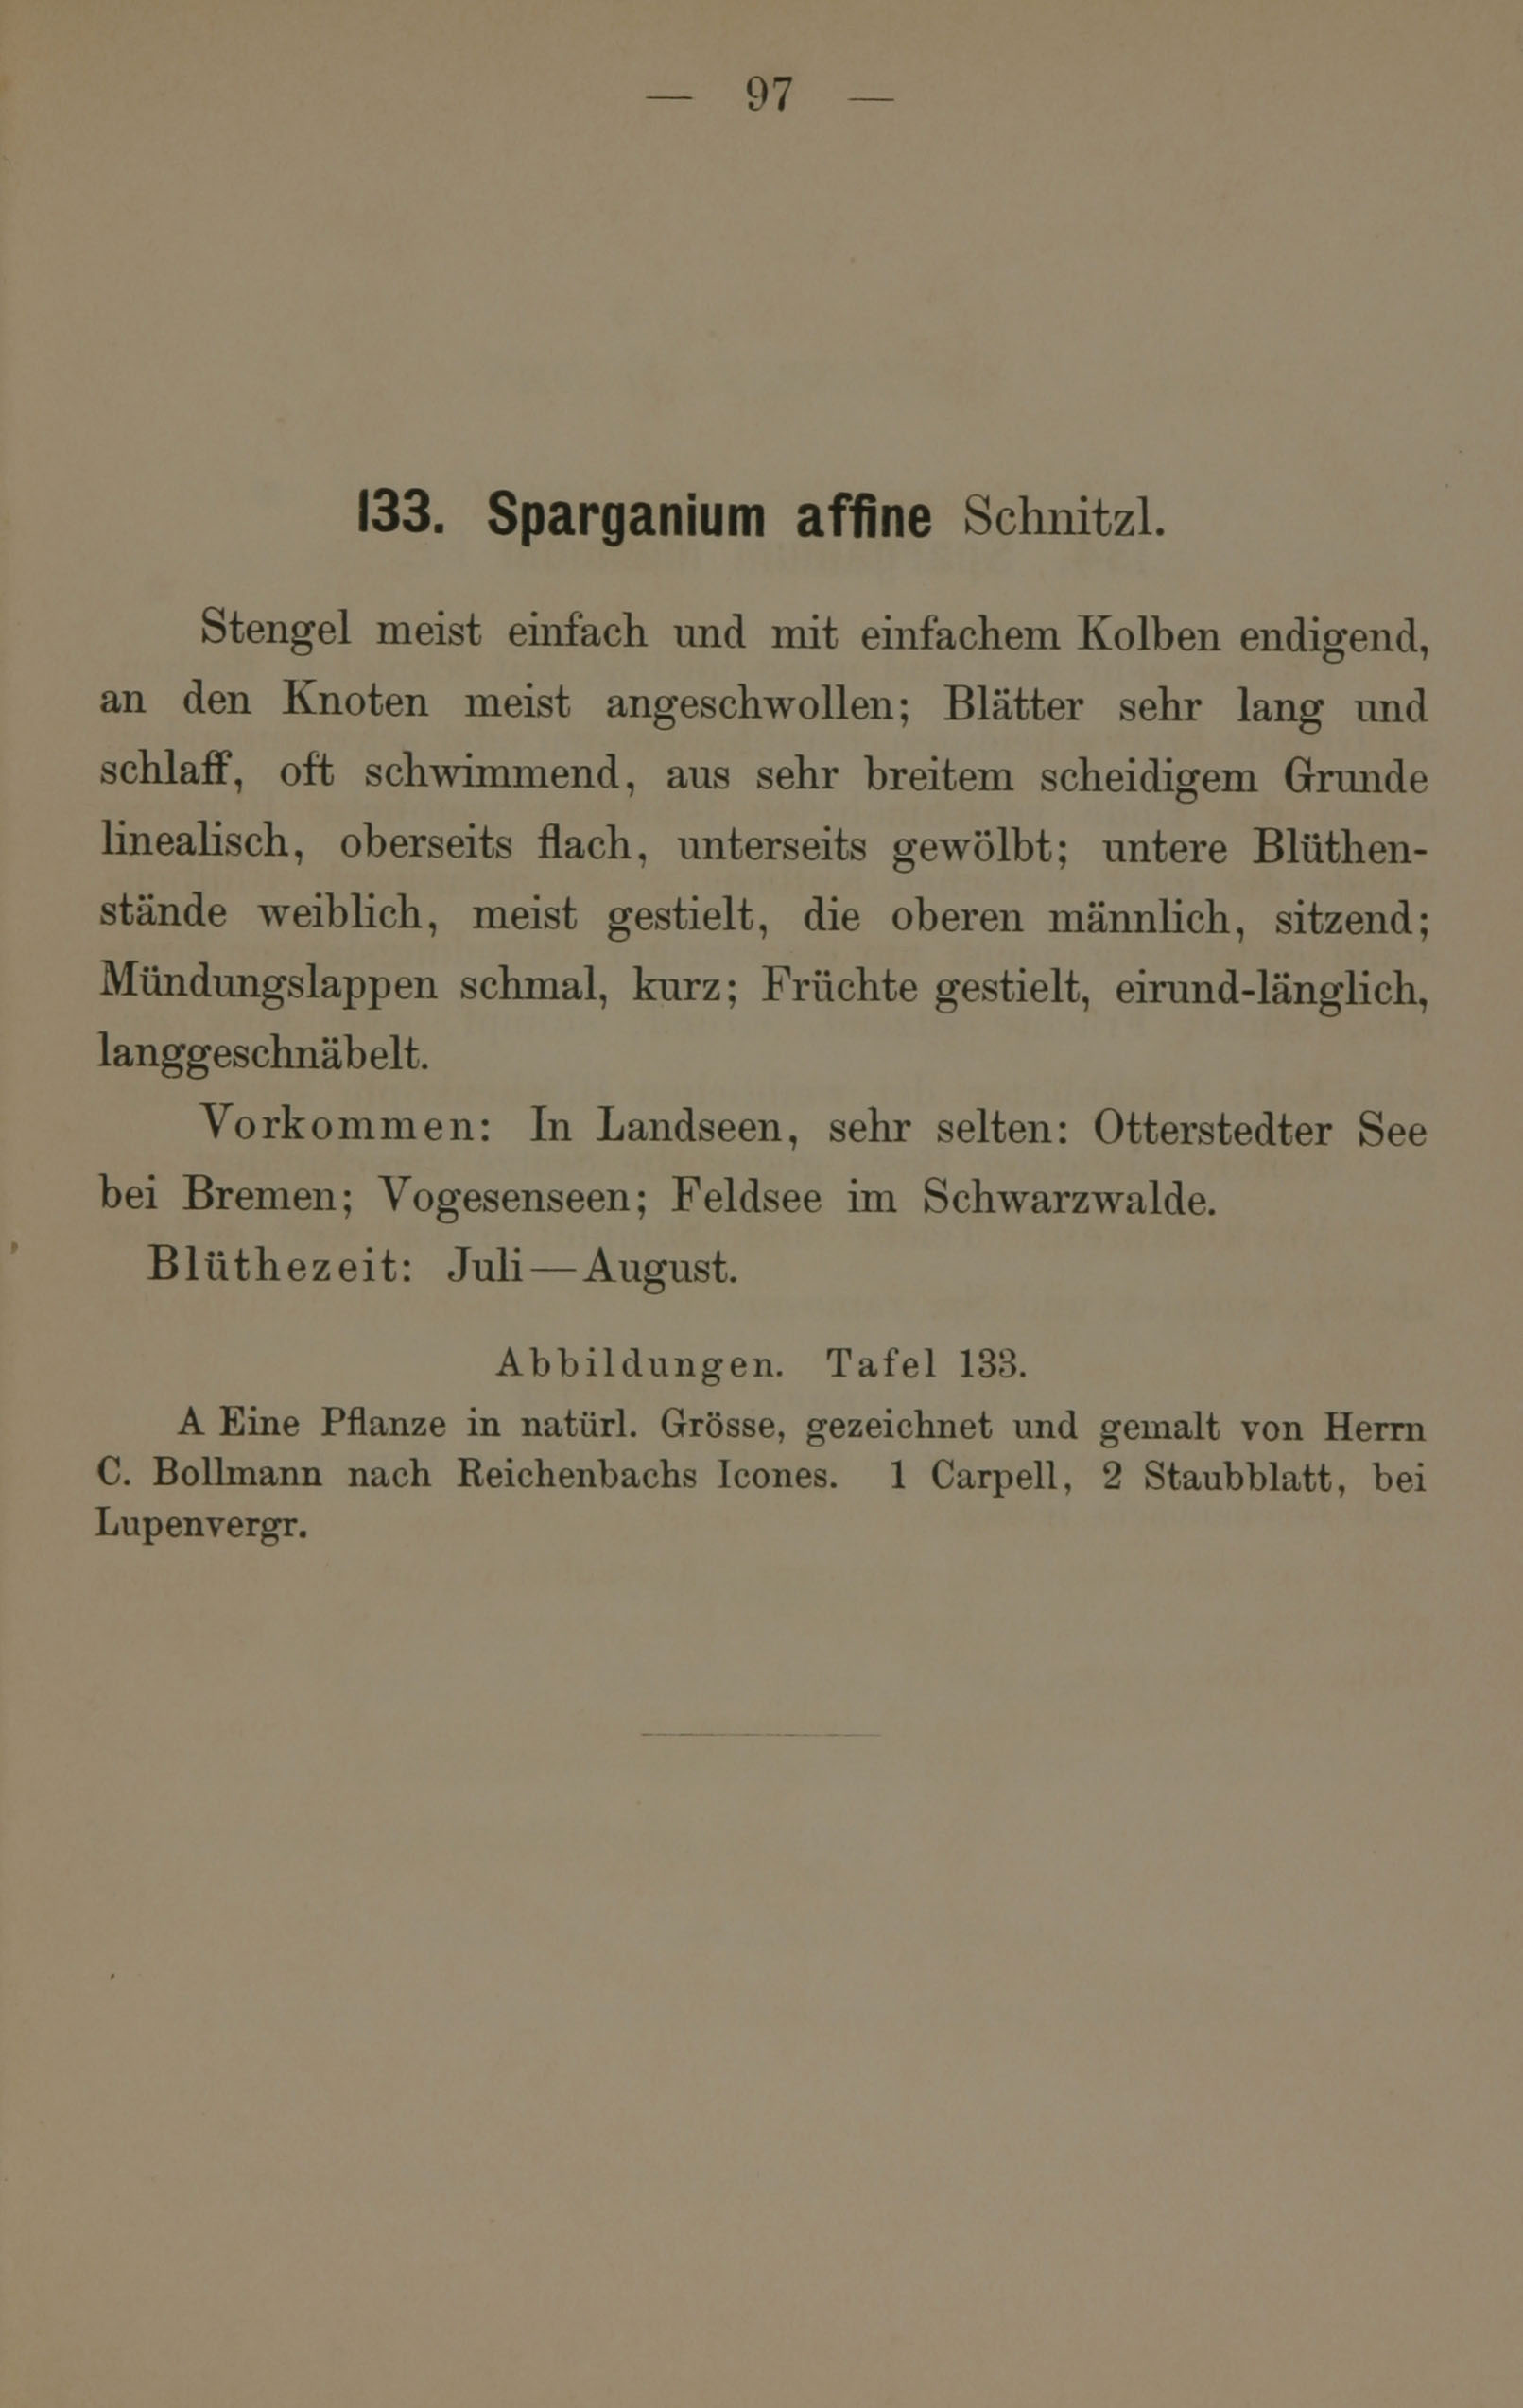 — 97 —
133. Sparganium affine Schnitzl.
Stengel meist einfach und mit einfachem Kolben endigend,
an den Knoten meist angeschwollen; Blätter sehr lang und
schlaff, oft schwimmend, aus sehr breitem scheidigem Grunde
linealisch, oberseits flach, unterseits gewölbt; untere Blüthen-
stände weiblich, meist gestielt, die oberen männlich, sitzend;
Mündungslappen schmal, kurz; Früchte gestielt, eirund-länglich,
langgeschnäbelt.
Vorkommen: In Landseen, sehr selten: Otterstedter See
bei Bremen; Vogesenseen; Feldsee im Schwarzwalde.
Blüthezeit: Juli—August.
Abbildungen. Tafel 133.
A Eine Pflanze in natürl. Grösse, gezeichnet und gemalt von Herrn
C. Bollmann nach Reichenbachs Icones. 1 Carpell, 2 Staubblatt, bei
Lupenvergr.